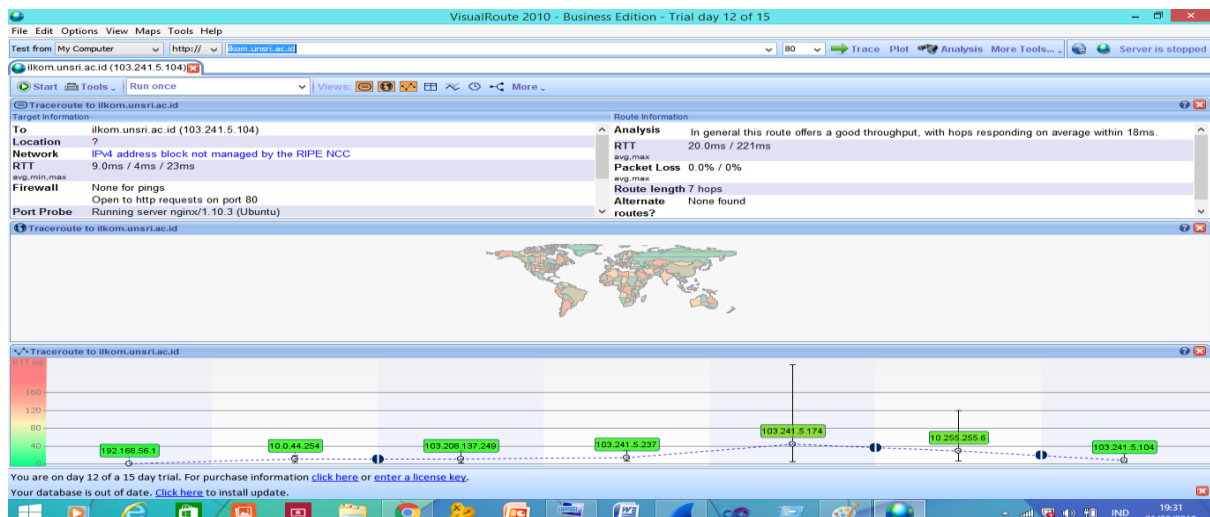 VisualRoute 2010 - Business Edition - Trial day 12 of 15
File Edit Options View Maps Tools Help
Test from My Computer http:// ilkom.unsri.ac.id 80 Trace Plot Analysis More Tools... Server is stopped
ilkom.unsri.ac.id (103.241.5.104)
Start Tools Run once Views: More
Traceroute to ilkom.unsri.ac.id
Target Information
To ilkom.unsri.ac.id (103.241.5.104)
Location ?
Network IPv4 address block not managed by the RIPE NCC
RTT 9.0ms / 4ms / 23ms
avg,min,max
Firewall None for pings
Open to http requests on port 80
Port Probe Running server nginx/1.10.3 (Ubuntu)
Route Information
Analysis In general this route offers a good throughput, with hops responding on average within 18ms.
RTT 20.0ms / 221ms
avg,max
Packet Loss 0.0% / 0%
avg,max
Route length 7 hops
Alternate None found
routes?
Traceroute to ilkom.unsri.ac.id
Traceroute to ilkom.unsri.ac.id
RTT ms
160
120
80
40
0
192.168.56.1
10.0.44.254
103.208.137.249
103.241.5.237
103.241.5.174
10.255.255.6
103.241.5.104
You are on day 12 of a 15 day trial. For purchase information click here or enter a license key.
Your database is out of date. Click here to install update.
IND
19:31